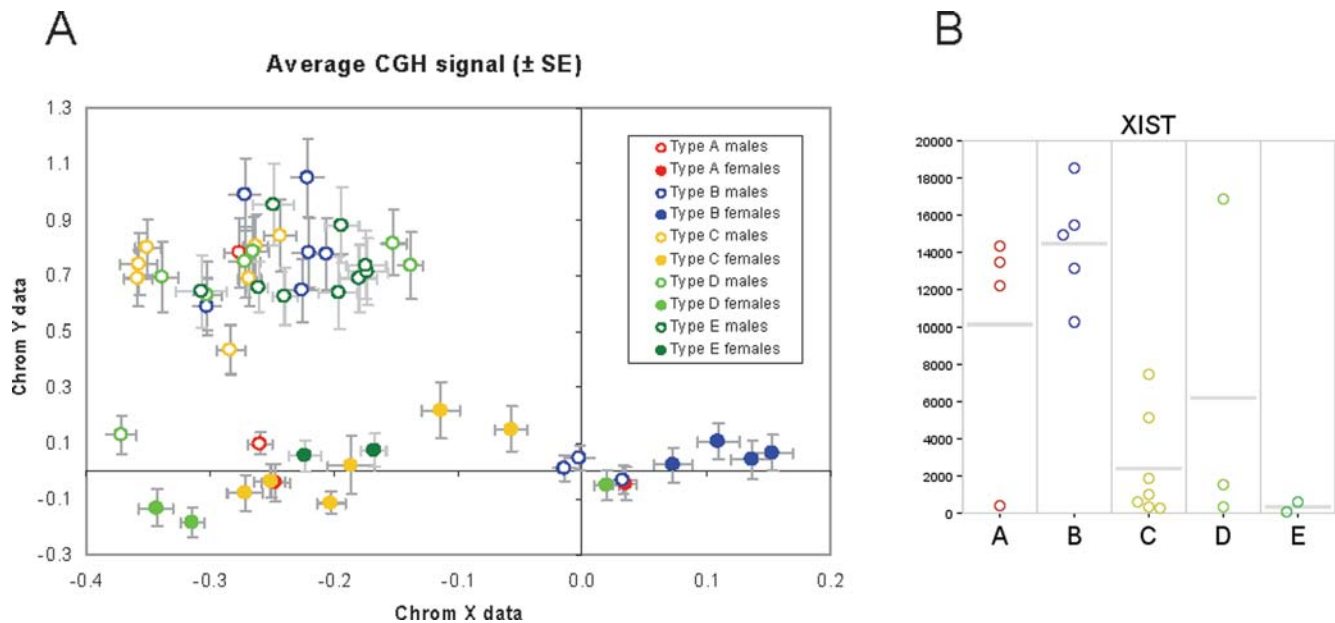 A
Average CGH signal (± SE)
Chrom Y data
1.3
1.1
0.9
0.7
0.5
0.3
0.1
-0.1
-0.3
-0.4
-0.3
-0.2
-0.1
0.0
0.1
0.2
Chrom X data
Type A males
Type A females
Type B males
Type B females
Type C males
Type C females
Type D males
Type D females
Type E males
Type E females
B
XIST
20000
18000
16000
14000
12000
10000
8000
6000
4000
2000
0
A B C D E